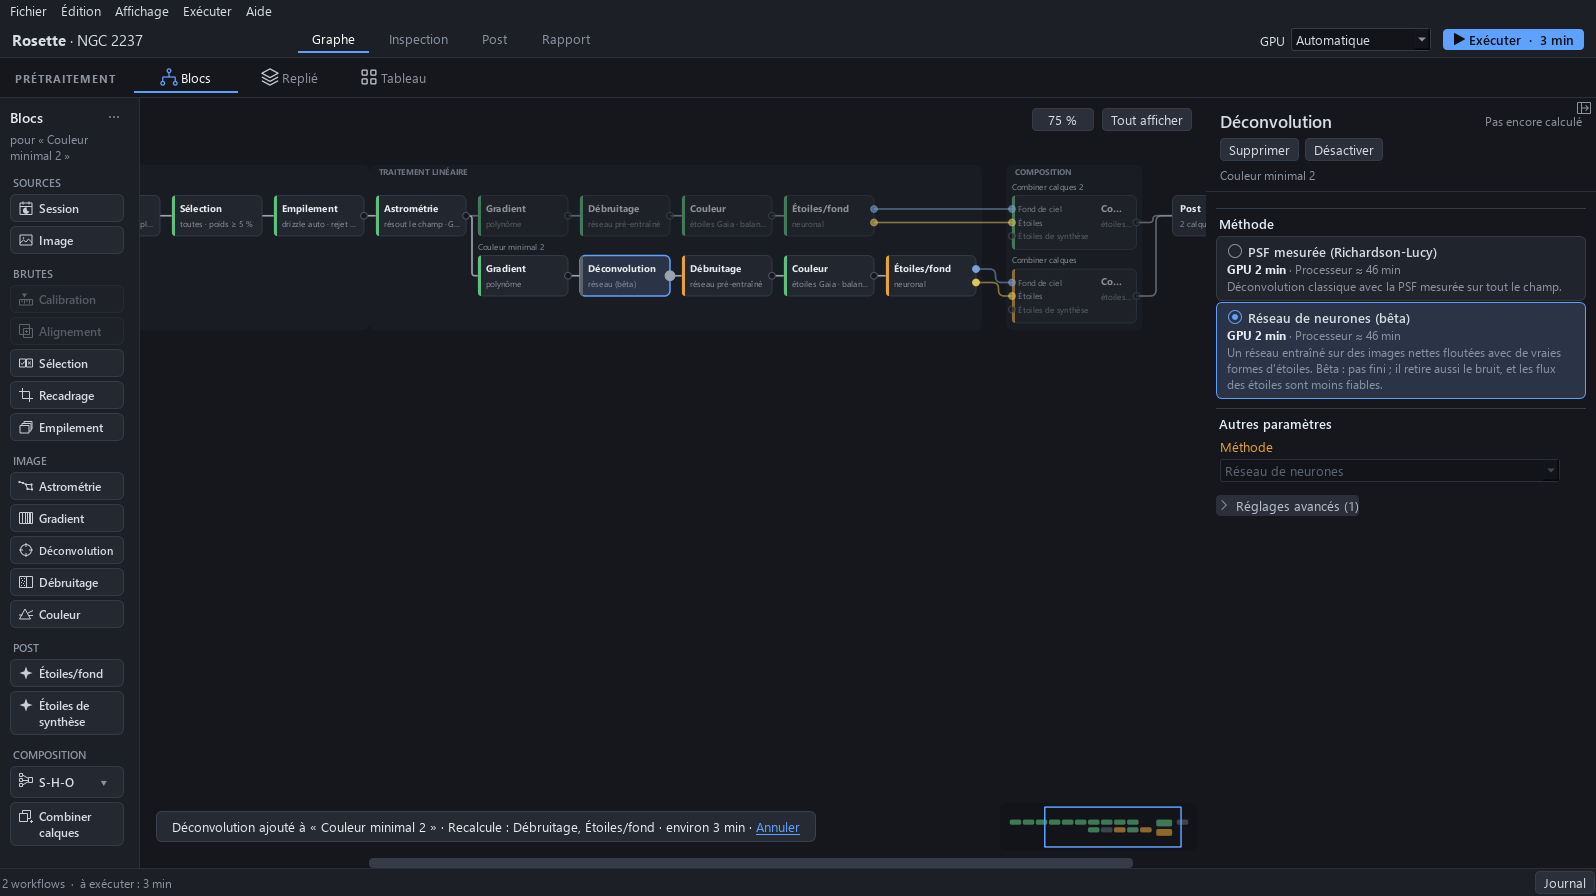 Fichier Édition Affichage Exécuter Aide
Rosette · NGC 2237
Graphe Inspection Post Rapport
GPU Automatique Exécuter · 3 min
PRÉTRAITEMENT Blocs Replié Tableau
Blocs ···
pour « Couleur
minimal 2 »
SOURCES
Session
Image
BRUTES
Calibration
Alignement
Sélection
Recadrage
Empilement
IMAGE
Astrométrie
Gradient
Déconvolution
Débruitage
Couleur
POST
Étoiles/fond
Étoiles de
synthèse
COMPOSITION
S-H-O
Combiner
calques
75 % Tout afficher
TRAITEMENT LINÉAIRE
COMPOSITION
Combiner calques 2
Sélection
toutes · poids ≥ 5 %
Empilement
drizzle auto · rejet ...
Astrométrie
résout le champ · G...
Gradient
polynôme
Débruitage
réseau pré-entraîné
Couleur
étoiles Gaia · balan...
Étoiles/fond
neuronal
Fond de ciel Co...
Étoiles étoiles...
Étoiles de synthèse
Post
2 calqu
Couleur minimal 2
Gradient
polynôme
Déconvolution
réseau (bêta)
Débruitage
réseau pré-entraîné
Couleur
étoiles Gaia · balan...
Étoiles/fond
neuronal
Combiner calques
Fond de ciel Co...
Étoiles étoiles...
Étoiles de synthèse
Déconvolution ajouté à « Couleur minimal 2 » · Recalcule : Débruitage, Étoiles/fond · environ 3 min · Annuler
Déconvolution Pas encore calculé
Supprimer Désactiver
Couleur minimal 2
Méthode
PSF mesurée (Richardson-Lucy)
GPU 2 min · Processeur ≈ 46 min
Déconvolution classique avec la PSF mesurée sur tout le champ.
Réseau de neurones (bêta)
GPU 2 min · Processeur ≈ 46 min
Un réseau entraîné sur des images nettes floutées avec de vraies
formes d'étoiles. Bêta : pas fini ; il retire aussi le bruit, et les flux
des étoiles sont moins fiables.
Autres paramètres
Méthode
Réseau de neurones
Réglages avancés (1)
2 workflows · à exécuter : 3 min
Journal